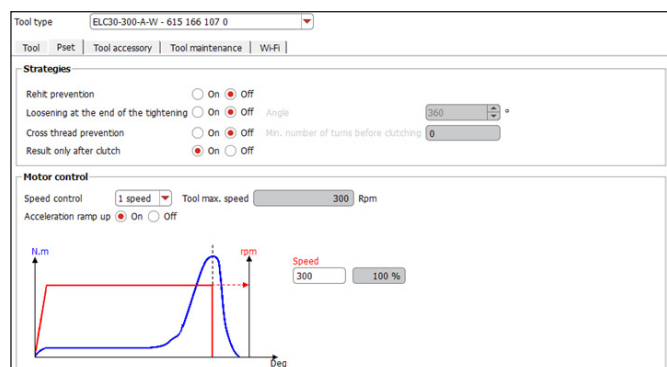 Tool type ELC30-300-A-W - 615 166 107 0
Tool Pset Tool accessory Tool maintenance Wi-Fi
Strategies
Rehit prevention On Off
Loosening at the end of the tightening On Off Angle 360 °
Cross thread prevention On Off Min. number of turns before clutching 0
Result only after clutch On Off
Motor control
Speed control 1 speed Tool max. speed 300 Rpm
Acceleration ramp up On Off
N.m rpm
Speed
300 100 %
Deg